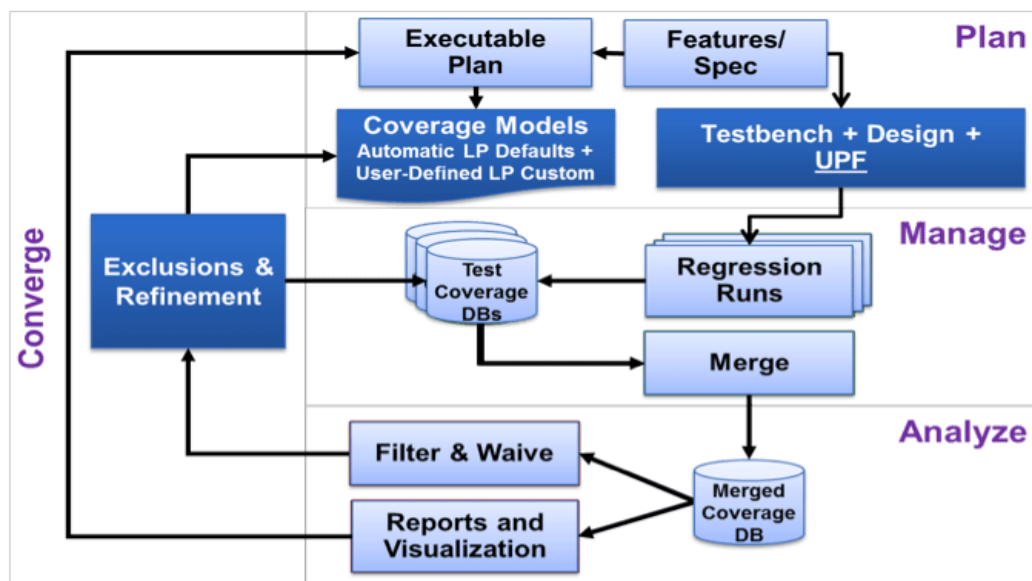 Executable
Plan
Features/
Spec
Plan
Coverage Models
Automatic LP Defaults +
User-Defined LP Custom
Testbench + Design +
UPF
Converge
Exclusions &
Refinement
Test
Coverage
DBs
Regression
Runs
Manage
Merge
Analyze
Filter & Waive
Merged
Coverage
DB
Reports and
Visualization